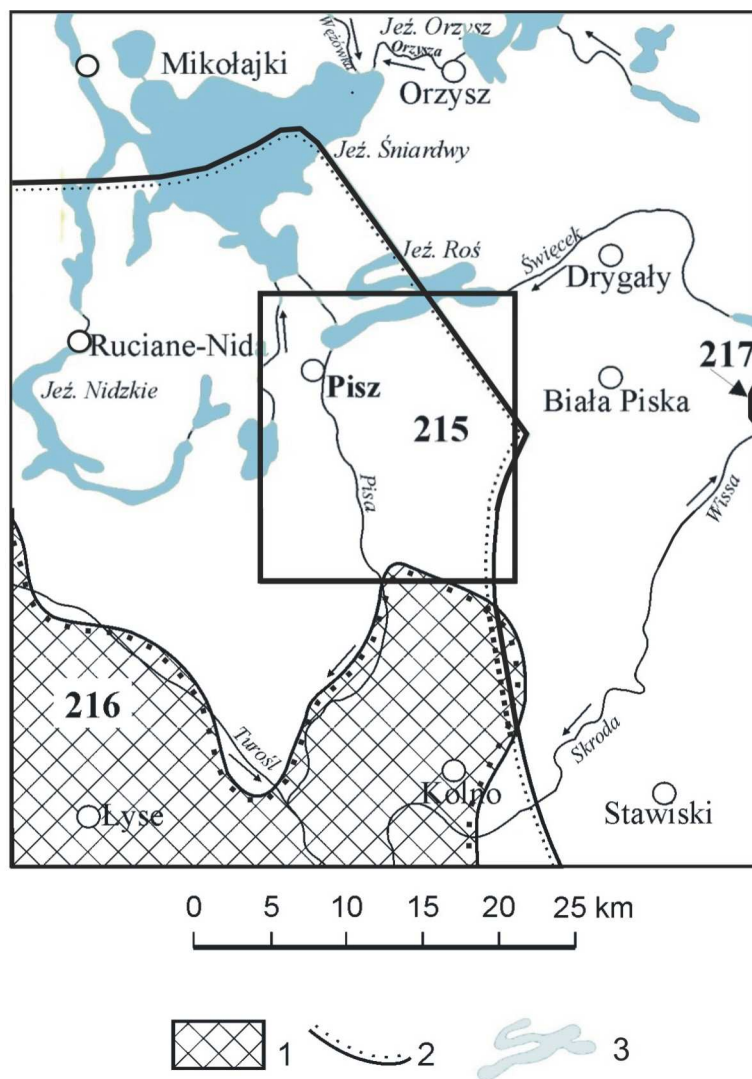 Wężówka
Jeź. Orzysz
Orzysza
Mikołajki
Orzysz
Jeź. Śniardwy
Jeź. Roś
Święcek
Drygały
Ruciane-Nida
217
Pisz
Jeź. Nidzkie
215
Biała Piska
Pisa
Wissa
216
Turośl
Skroda
Kolno
Łyse
Stawiski
0 5 10 15 20 25 km
1 2 3